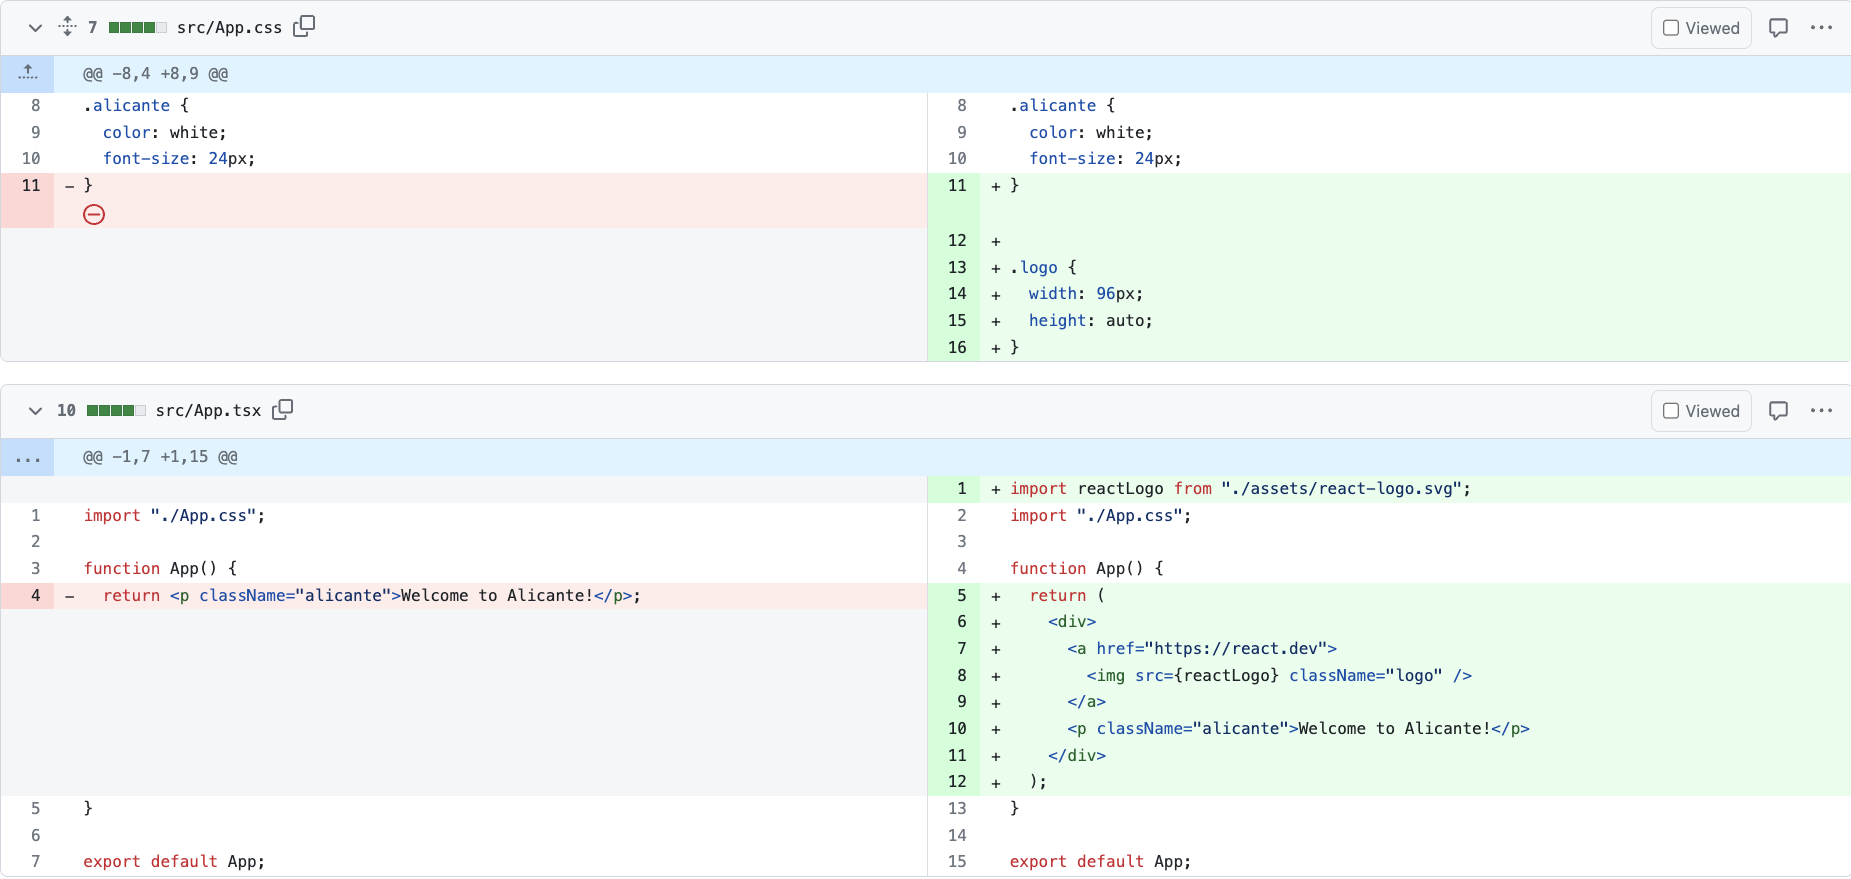 7 src/App.css Viewed
@@ -8,4 +8,9 @@
8 .alicante {
9 color: white;
10 font-size: 24px;
11 - }
8 .alicante {
9 color: white;
10 font-size: 24px;
11 + }
12 +
13 + .logo {
14 + width: 96px;
15 + height: auto;
16 + }
10 src/App.tsx Viewed
@@ -1,7 +1,15 @@
1 import "./App.css";
2
3 function App() {
4 - return <p className="alicante">Welcome to Alicante!</p>;
5 }
6
7 export default App;
1 + import reactLogo from "./assets/react-logo.svg";
2 import "./App.css";
3
4 function App() {
5 + return (
6 + <div>
7 + <a href="https://react.dev">
8 + <img src={reactLogo} className="logo" />
9 + </a>
10 + <p className="alicante">Welcome to Alicante!</p>
11 + </div>
12 + );
13 }
14
15 export default App;